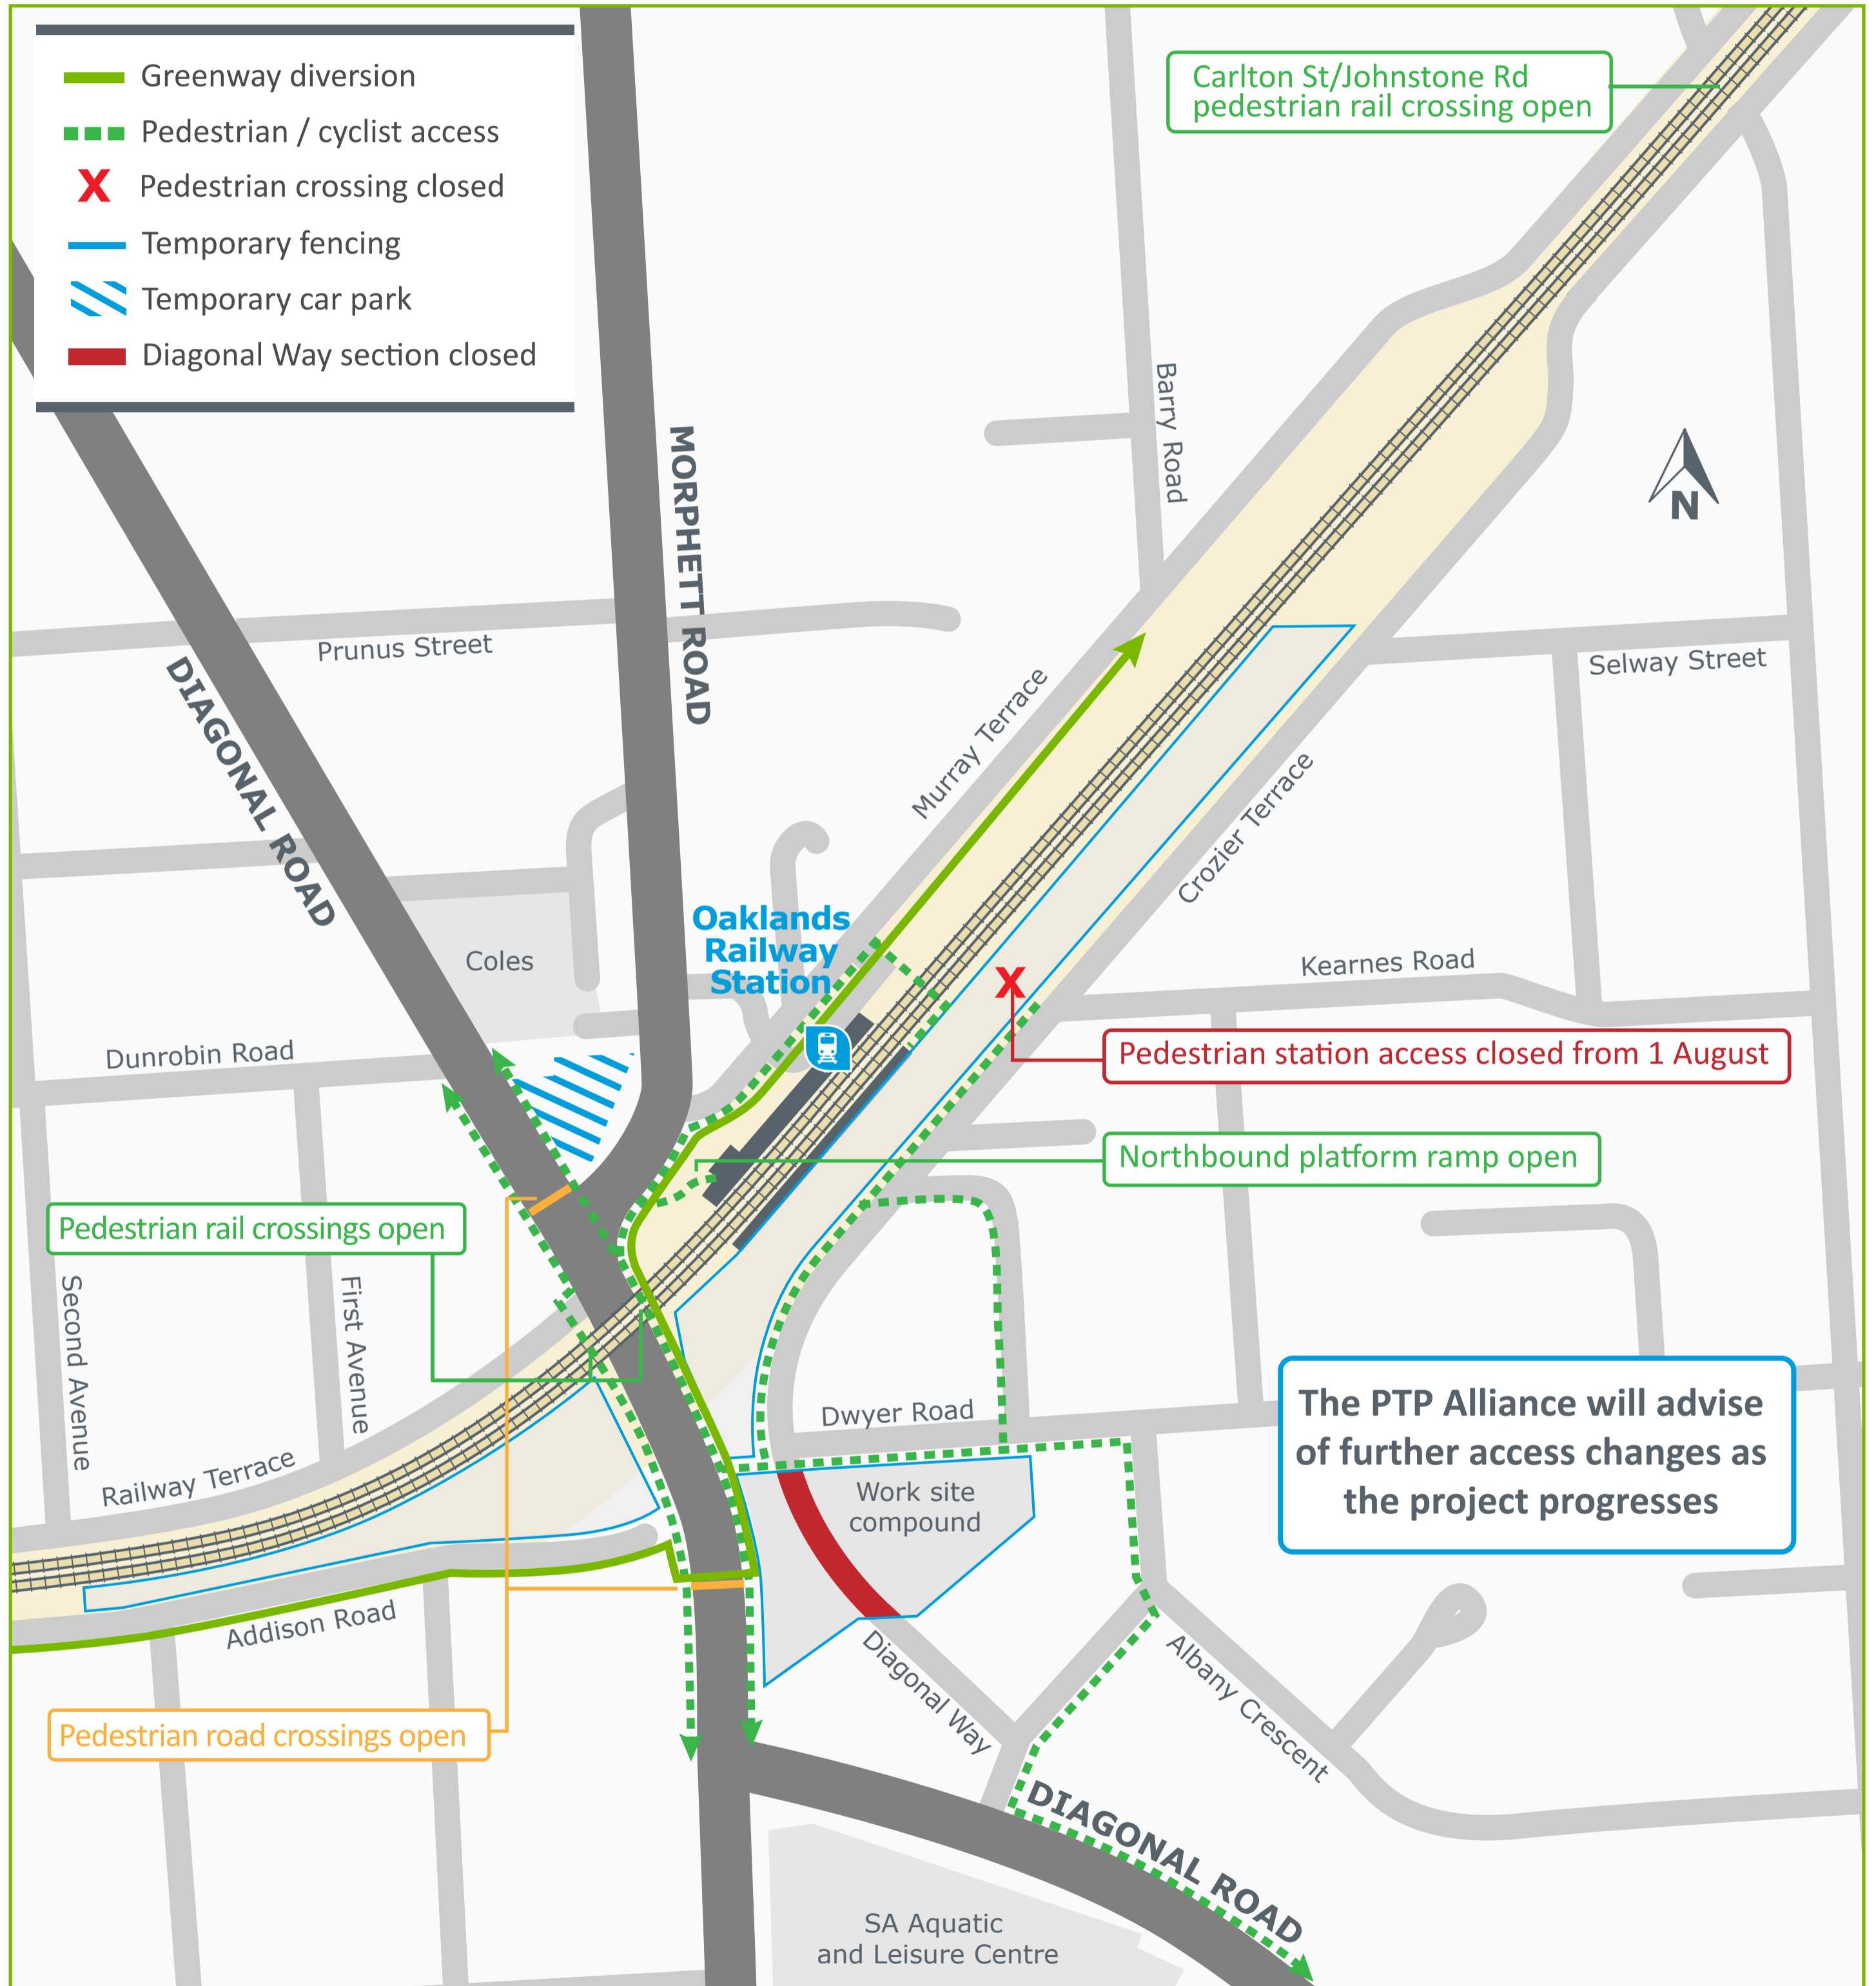 Greenway diversion
Pedestrian / cyclist access
X Pedestrian crossing closed
Temporary fencing
Temporary car park
Diagonal Way section closed
Carlton St/Johnstone Rd
pedestrian rail crossing open
Barry Road
N
MORPHETT ROAD
Prunus Street
Selway Street
DIAGONAL ROAD
Murray Terrace
Crozier Terrace
Oaklands
Railway
Station
Coles
Kearnes Road
X
Dunrobin Road
Pedestrian station access closed from 1 August
Northbound platform ramp open
Pedestrian rail crossings open
Second Avenue
First Avenue
Dwyer Road
The PTP Alliance will advise
of further access changes as
the project progresses
Railway Terrace
Work site
compound
Addison Road
Diagonal Way
Albany Crescent
Pedestrian road crossings open
DIAGONAL ROAD
SA Aquatic
and Leisure Centre